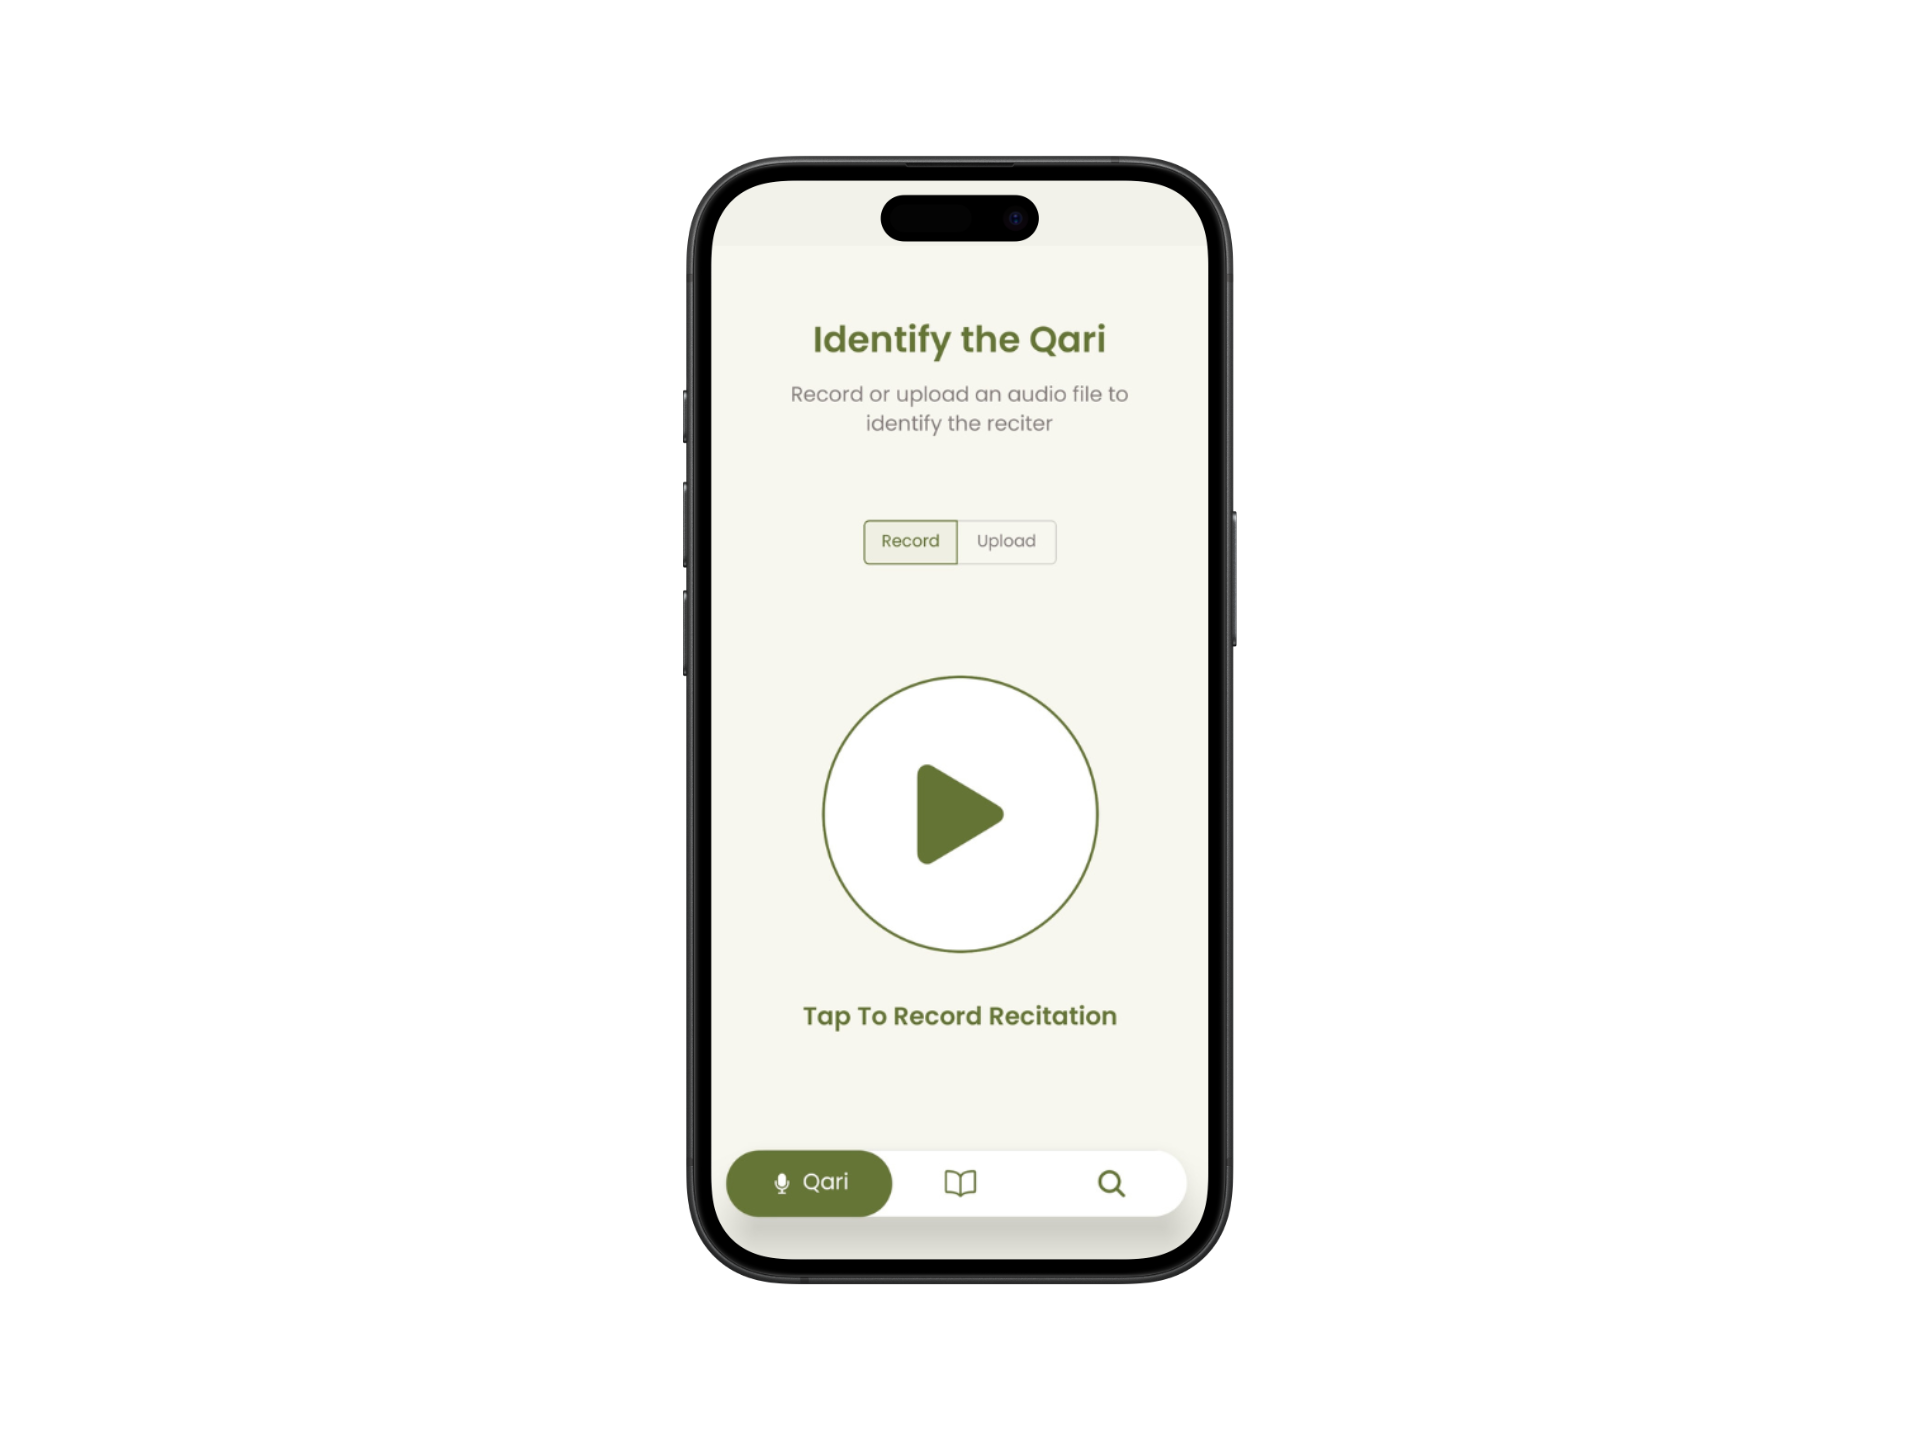 Identify the Qari
Record or upload an audio file to
identify the reciter
Record Upload
Tap To Record Recitation
Qari